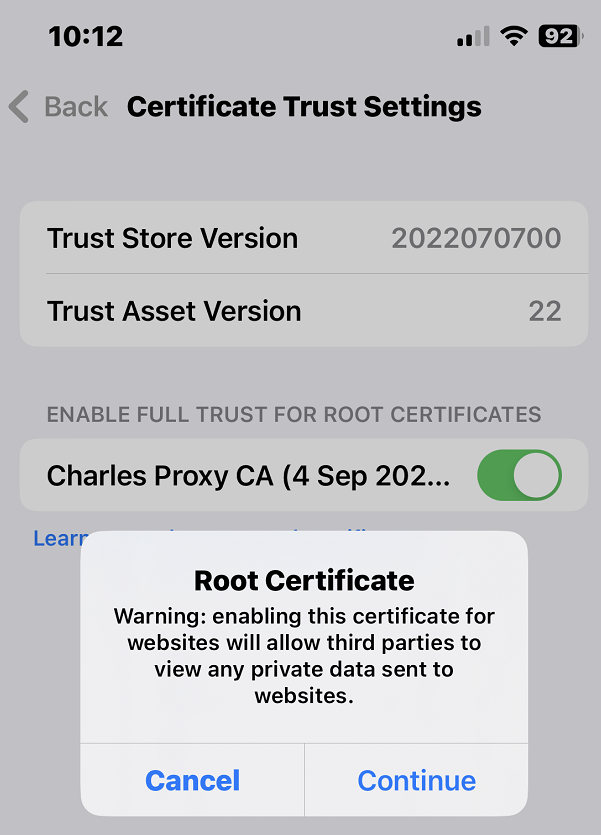 10:12
92
Back Certificate Trust Settings
Trust Store Version 2022070700
Trust Asset Version 22
ENABLE FULL TRUST FOR ROOT CERTIFICATES
Charles Proxy CA (4 Sep 202...
Learn
Root Certificate
Warning: enabling this certificate for
websites will allow third parties to
view any private data sent to
websites.
Cancel Continue